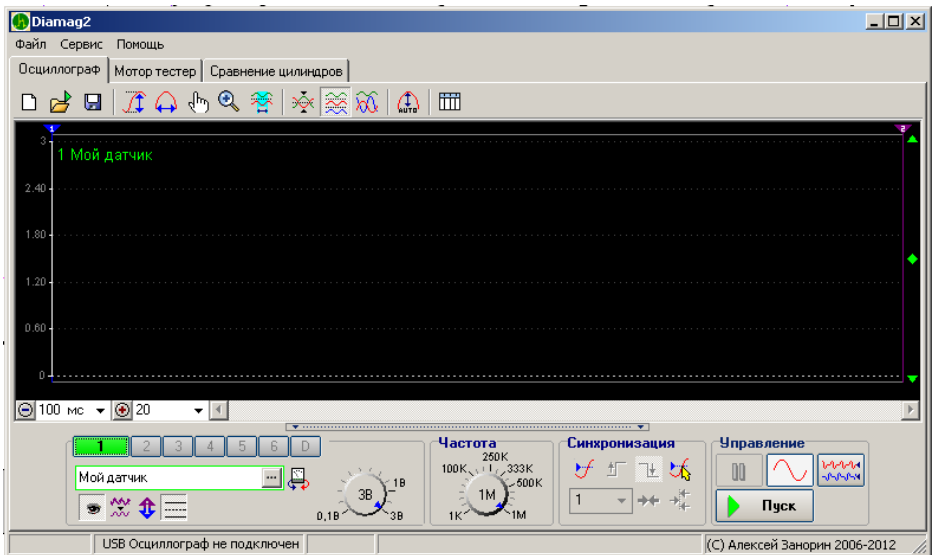 Diamag2
Файл Сервис Помощь
Осциллограф Мотор тестер Сравнение цилиндров
AUTO
1 2
3
1 Мой датчик
2.40
1.80
1.20
0.60
0
100 мс 20
1 2 3 4 5 6 D Частота Синхронизация Управление
250K
100K 333K
Мой датчик ... 1В 500K
3В 1M 1
0,1В 3В 1K 1M Пуск
USB Осциллограф не подключен (C) Алексей Занорин 2006-2012